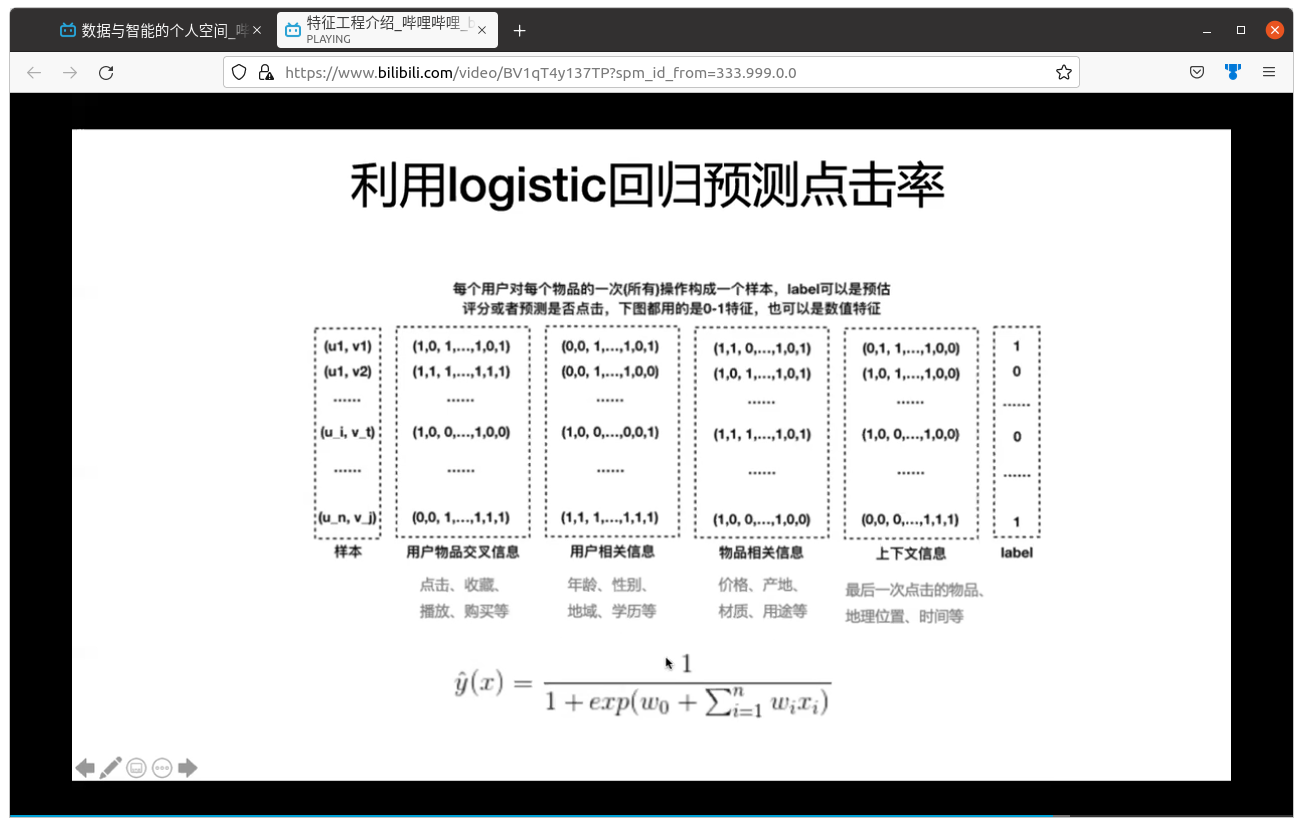 数据与智能的个人空间_哔
特征工程介绍_哔哩哔哩_b
PLAYING
https://www.bilibili.com/video/BV1qT4y137TP?spm_id_from=333.999.0.0
利用logistic回归预测点击率
每个用户对每个物品的一次(所有)操作构成一个样本，label可以是预估
评分或者预测是否点击，下图都用的是0-1特征，也可以是数值特征
(u1, v1) (1,0, 1,...,1,0,1) (0,0, 1,...,1,0,1) (1,1, 0,...,1,0,1) (0,1, 1,...,1,0,0) 1
(u1, v2) (1,1, 1,...,1,1,1) (0,0, 1,...,1,0,0) (1,0, 1,...,1,0,1) (1,0, 1,...,1,0,0) 0
...... ...... ...... ...... ...... ......
(u_i, v_t) (1,0, 0,...,1,0,0) (1,0, 0,...,0,0,1) (1,1, 1,...,1,0,1) (1,0, 0,...,1,0,0) 0
...... ...... ...... ...... ...... ......
(u_n, v_j) (0,0, 1,...,1,1,1) (1,1, 1,...,1,1,1) (1,0, 0,...,1,0,0) (0,0, 0,...,1,1,1) 1
样本 用户物品交叉信息 用户相关信息 物品相关信息 上下文信息 label
点击、收藏、 年龄、性别、 价格、产地、 最后一次点击的物品、
播放、购买等 地域、学历等 材质、用途等 地理位置、时间等
ŷ(x) = 1 / (1 + exp(w₀ + ∑ⁿᵢ₌₁ wᵢxᵢ))